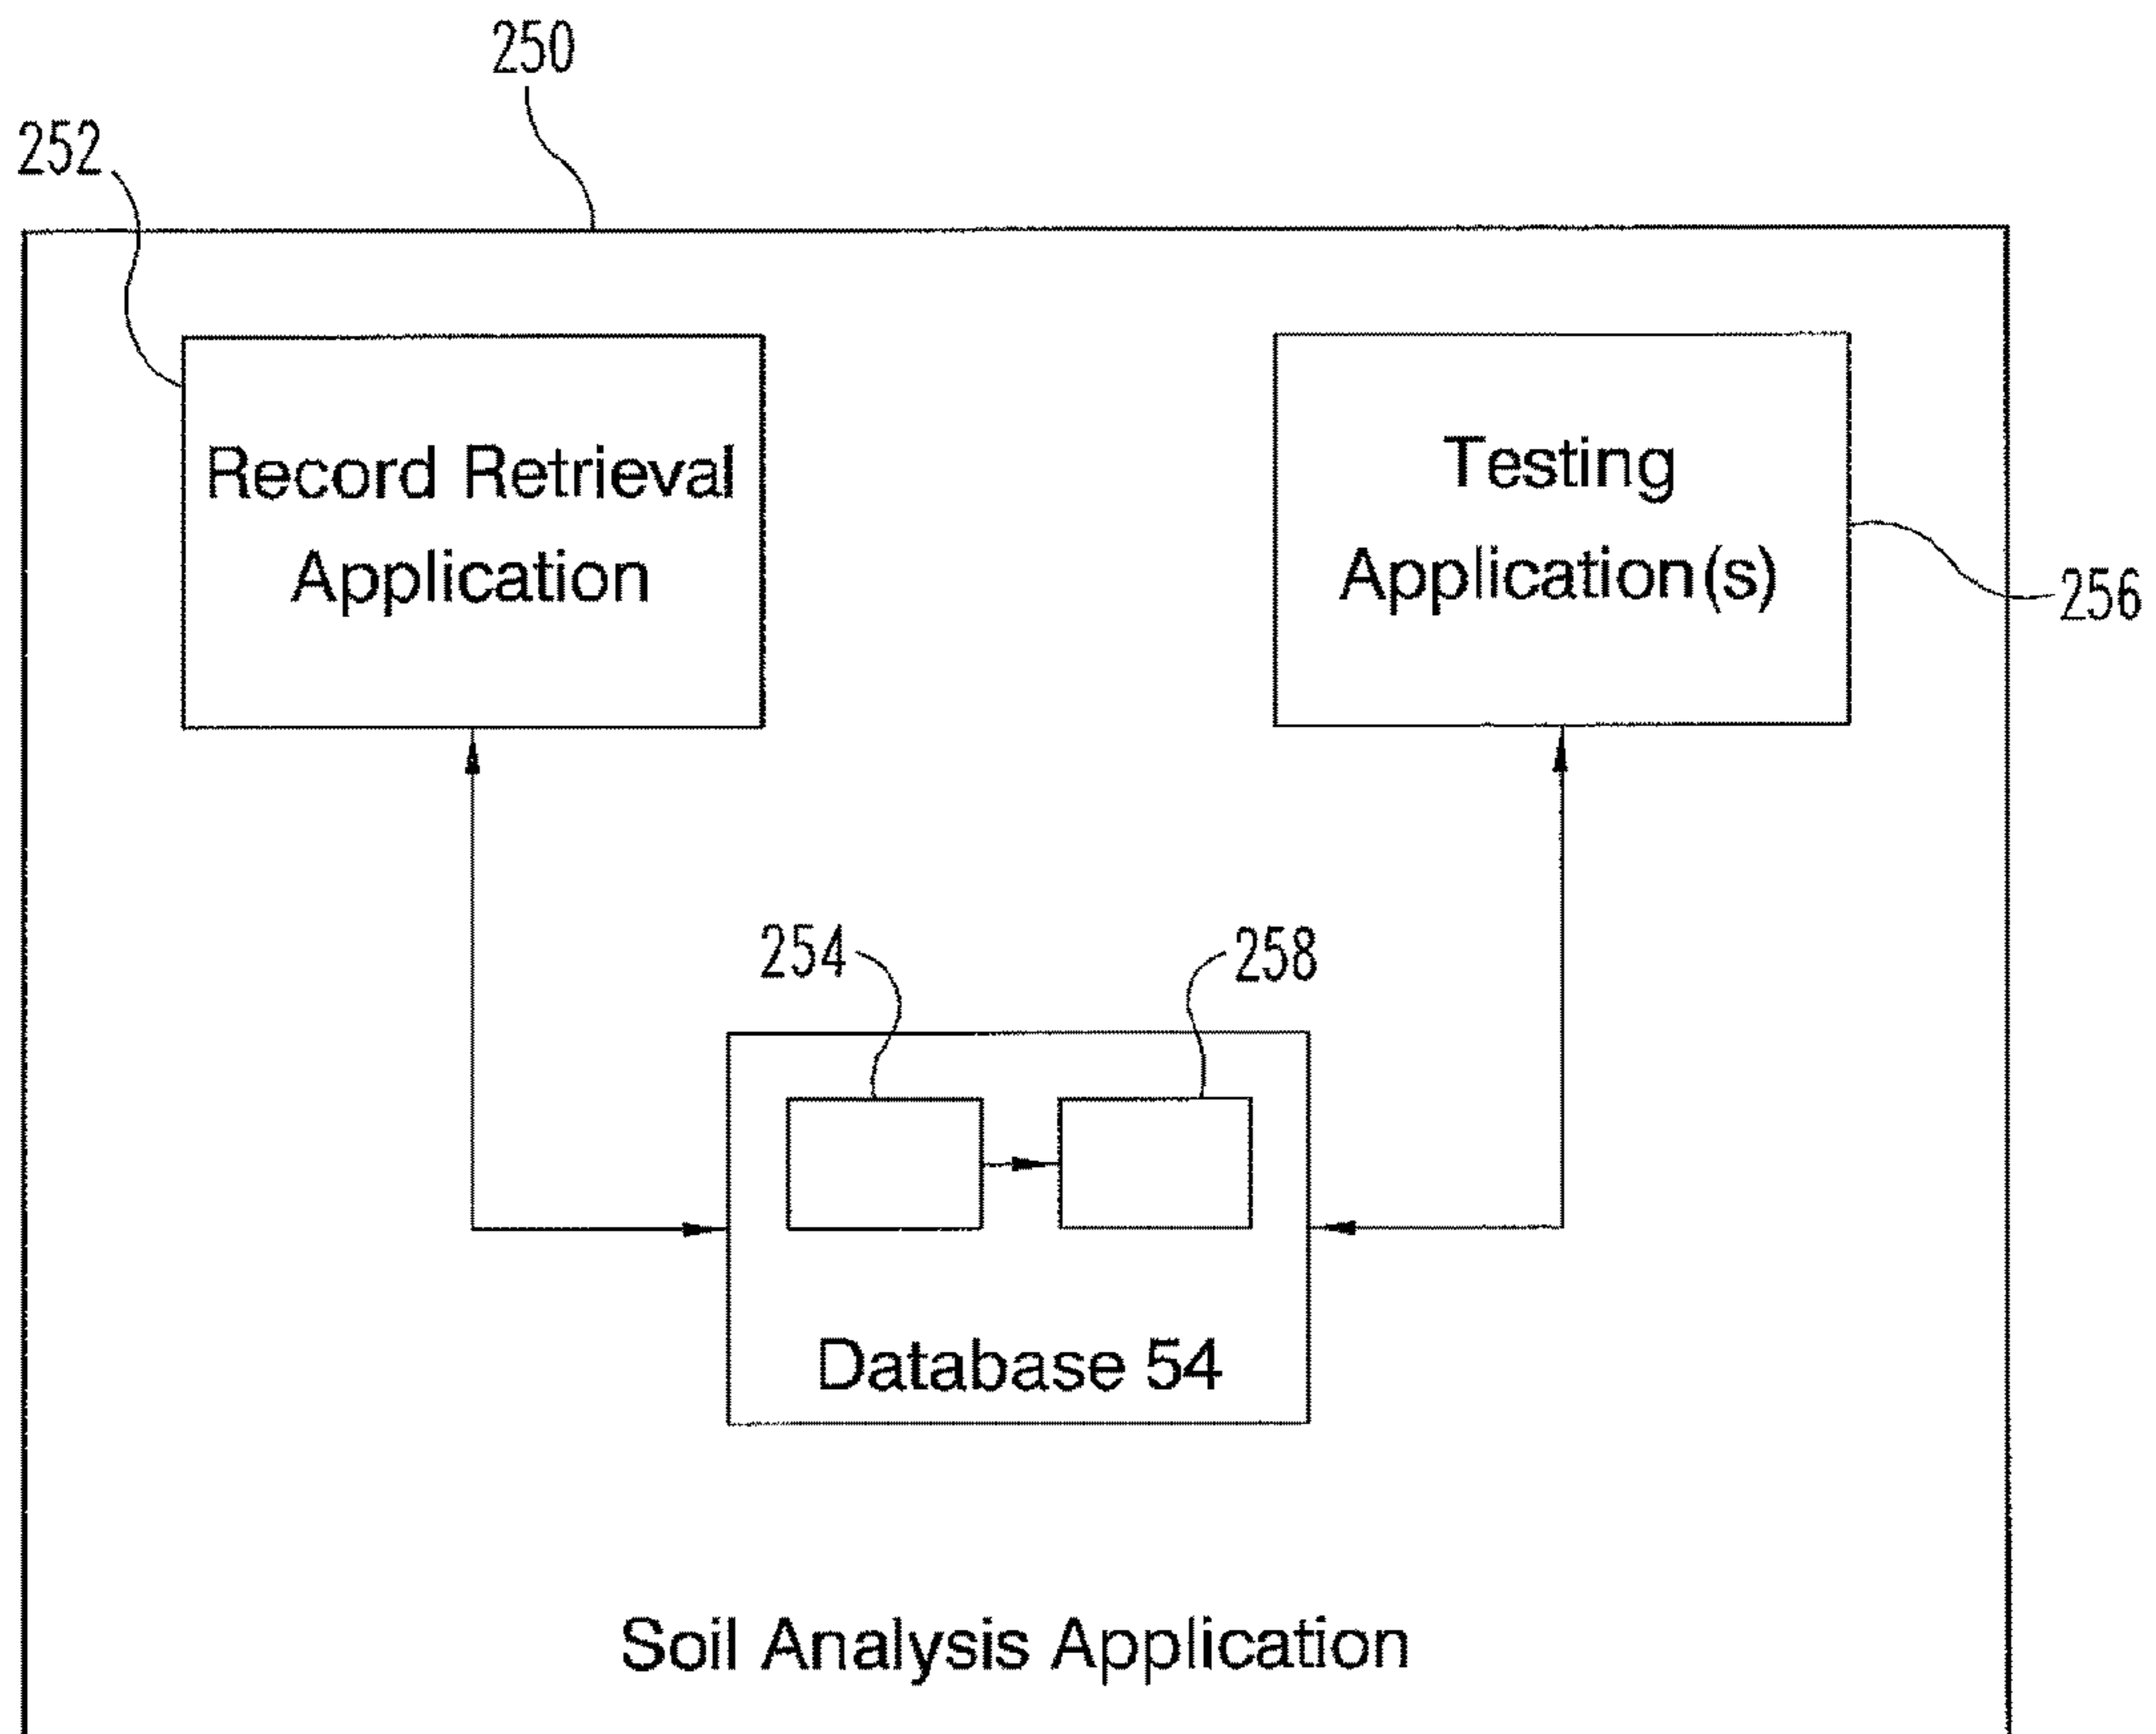 250
252
Record Retrieval
Application
Testing
Application(s)
256
254
258
Database 54
Soil Analysis Application